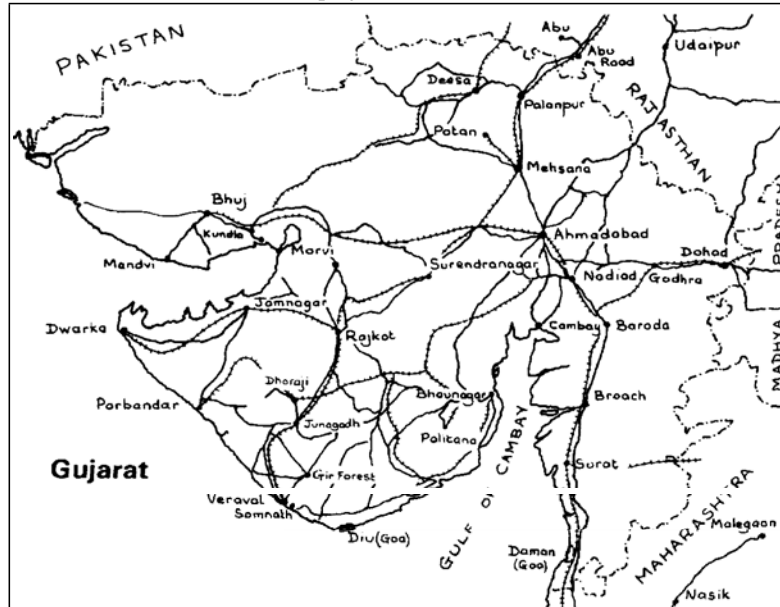 PAKISTAN
Abu
Abu
Road
Udaipur
Deesa
Palanpur
RAJASTHAN
Patan
Mehsana
Bhuj
Kundla
Ahmadabad
Mandvi
Morvi
Surendranagar
Nadiad
Godhra
Dohad
MADHYA PRADESH
Jamnagar
Dwarka
Rajkot
Cambay
Baroda
Dhoraji
Bhaunagar
Broach
Porbandar
Junagadh
Politana
Gujarat
Gir Forest
Surat
GULF OF CAMBAY
Veraval
Somnath
Diu (Goa)
Daman
(Goa)
MAHARASHTRA
Malegaon
Nasik